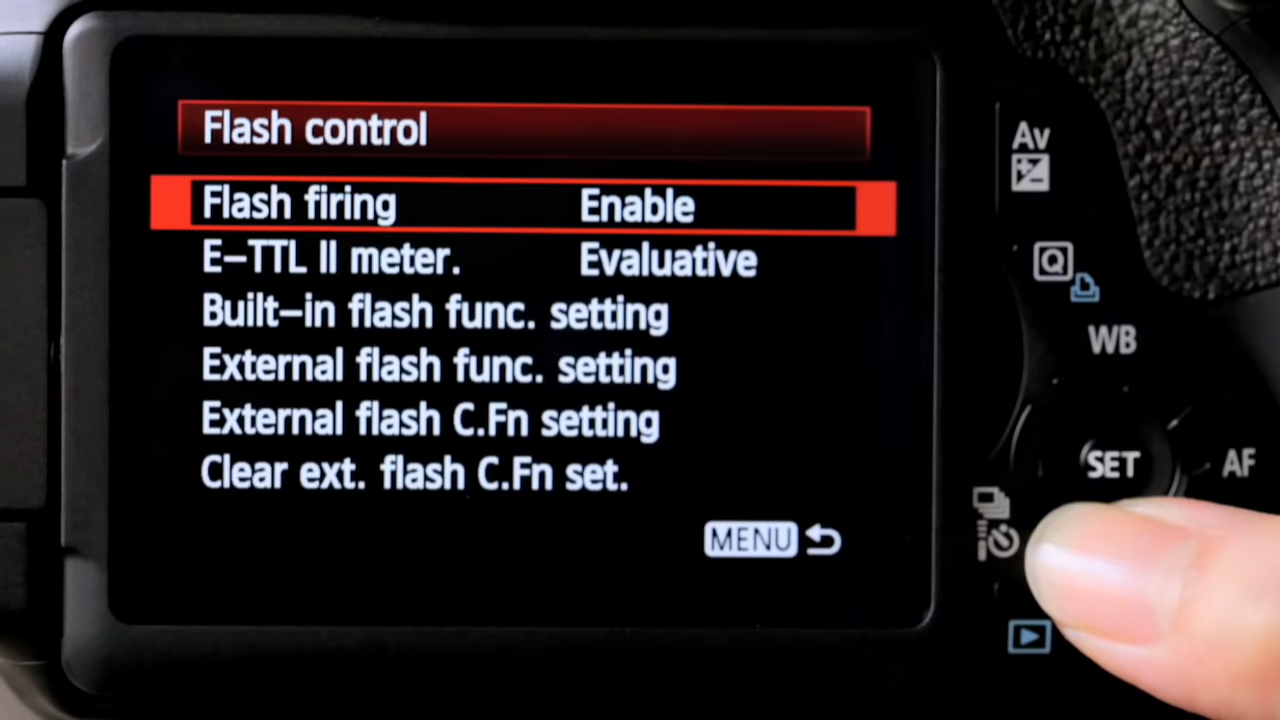 Flash control
Flash firing Enable
E-TTL II meter. Evaluative
Built-in flash func. setting
External flash func. setting
External flash C.Fn setting
Clear ext. flash C.Fn set.
MENU
Av
Q
WB
SET
AF